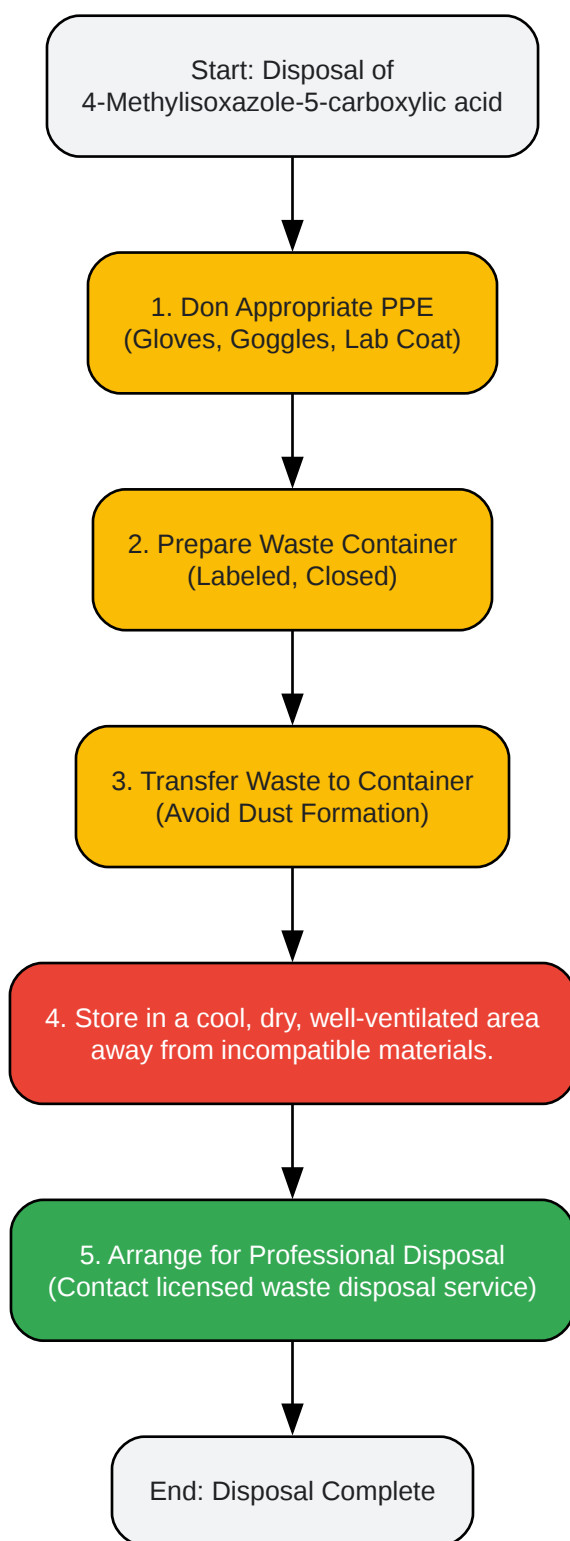 Start: Disposal of
4-Methylisoxazole-5-carboxylic acid
1. Don Appropriate PPE
(Gloves, Goggles, Lab Coat)
2. Prepare Waste Container
(Labeled, Closed)
3. Transfer Waste to Container
(Avoid Dust Formation)
4. Store in a cool, dry, well-ventilated area
away from incompatible materials.
5. Arrange for Professional Disposal
(Contact licensed waste disposal service)
End: Disposal Complete